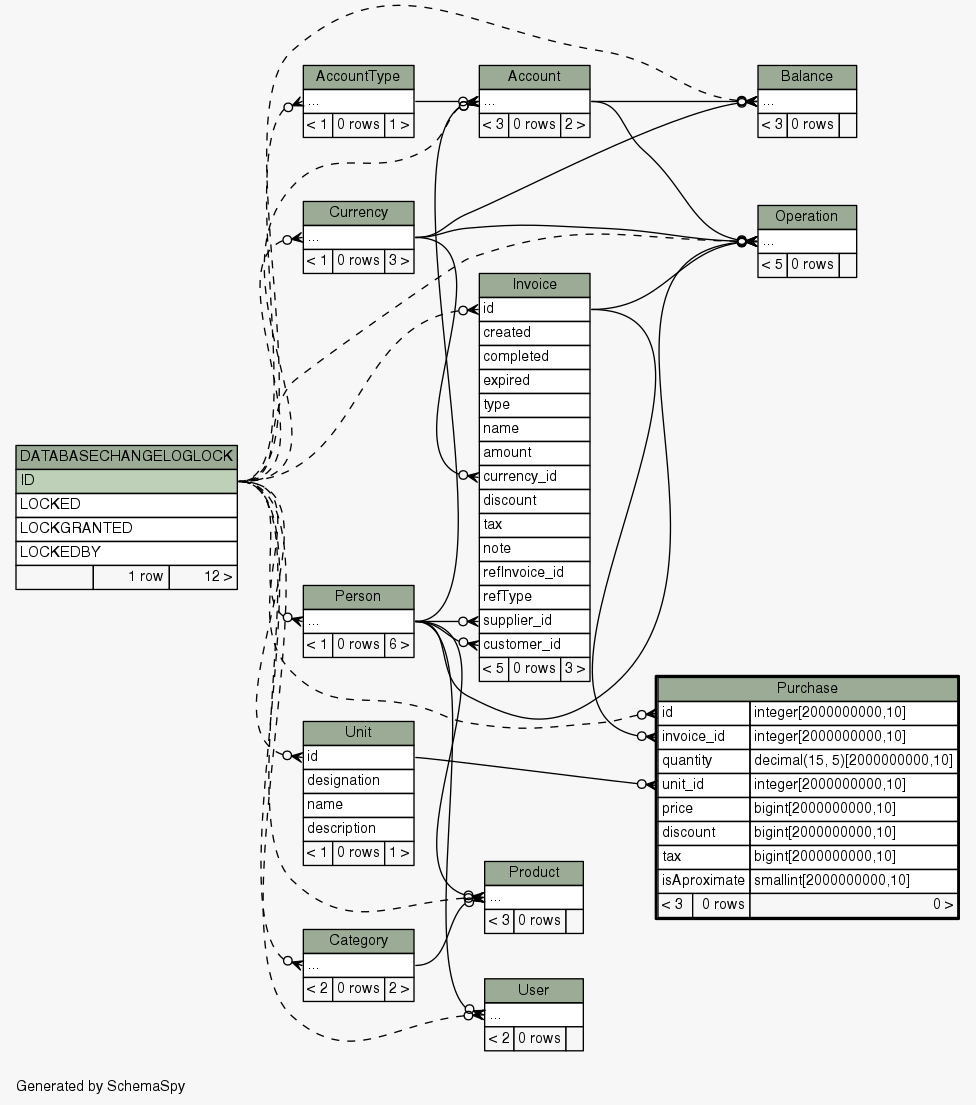 AccountType
...
< 1 0 rows 1 >
Account
...
< 3 0 rows 2 >
Balance
...
< 3 0 rows
Currency
...
< 1 0 rows 3 >
Operation
...
< 5 0 rows
Invoice
id
created
completed
expired
type
name
amount
currency_id
discount
tax
note
refInvoice_id
refType
supplier_id
customer_id
< 5 0 rows 3 >
DATABASECHANGELOGLOCK
ID
LOCKED
LOCKGRANTED
LOCKEDBY
1 row 12 >
Person
...
< 1 0 rows 6 >
Purchase
id integer[2000000000,10]
invoice_id integer[2000000000,10]
quantity decimal(15, 5)[2000000000,10]
unit_id integer[2000000000,10]
price bigint[2000000000,10]
discount bigint[2000000000,10]
tax bigint[2000000000,10]
isAproximate smallint[2000000000,10]
< 3 0 rows 0 >
Unit
id
designation
name
description
< 1 0 rows 1 >
Product
...
< 3 0 rows
Category
...
< 2 0 rows 2 >
User
...
< 2 0 rows
Generated by SchemaSpy